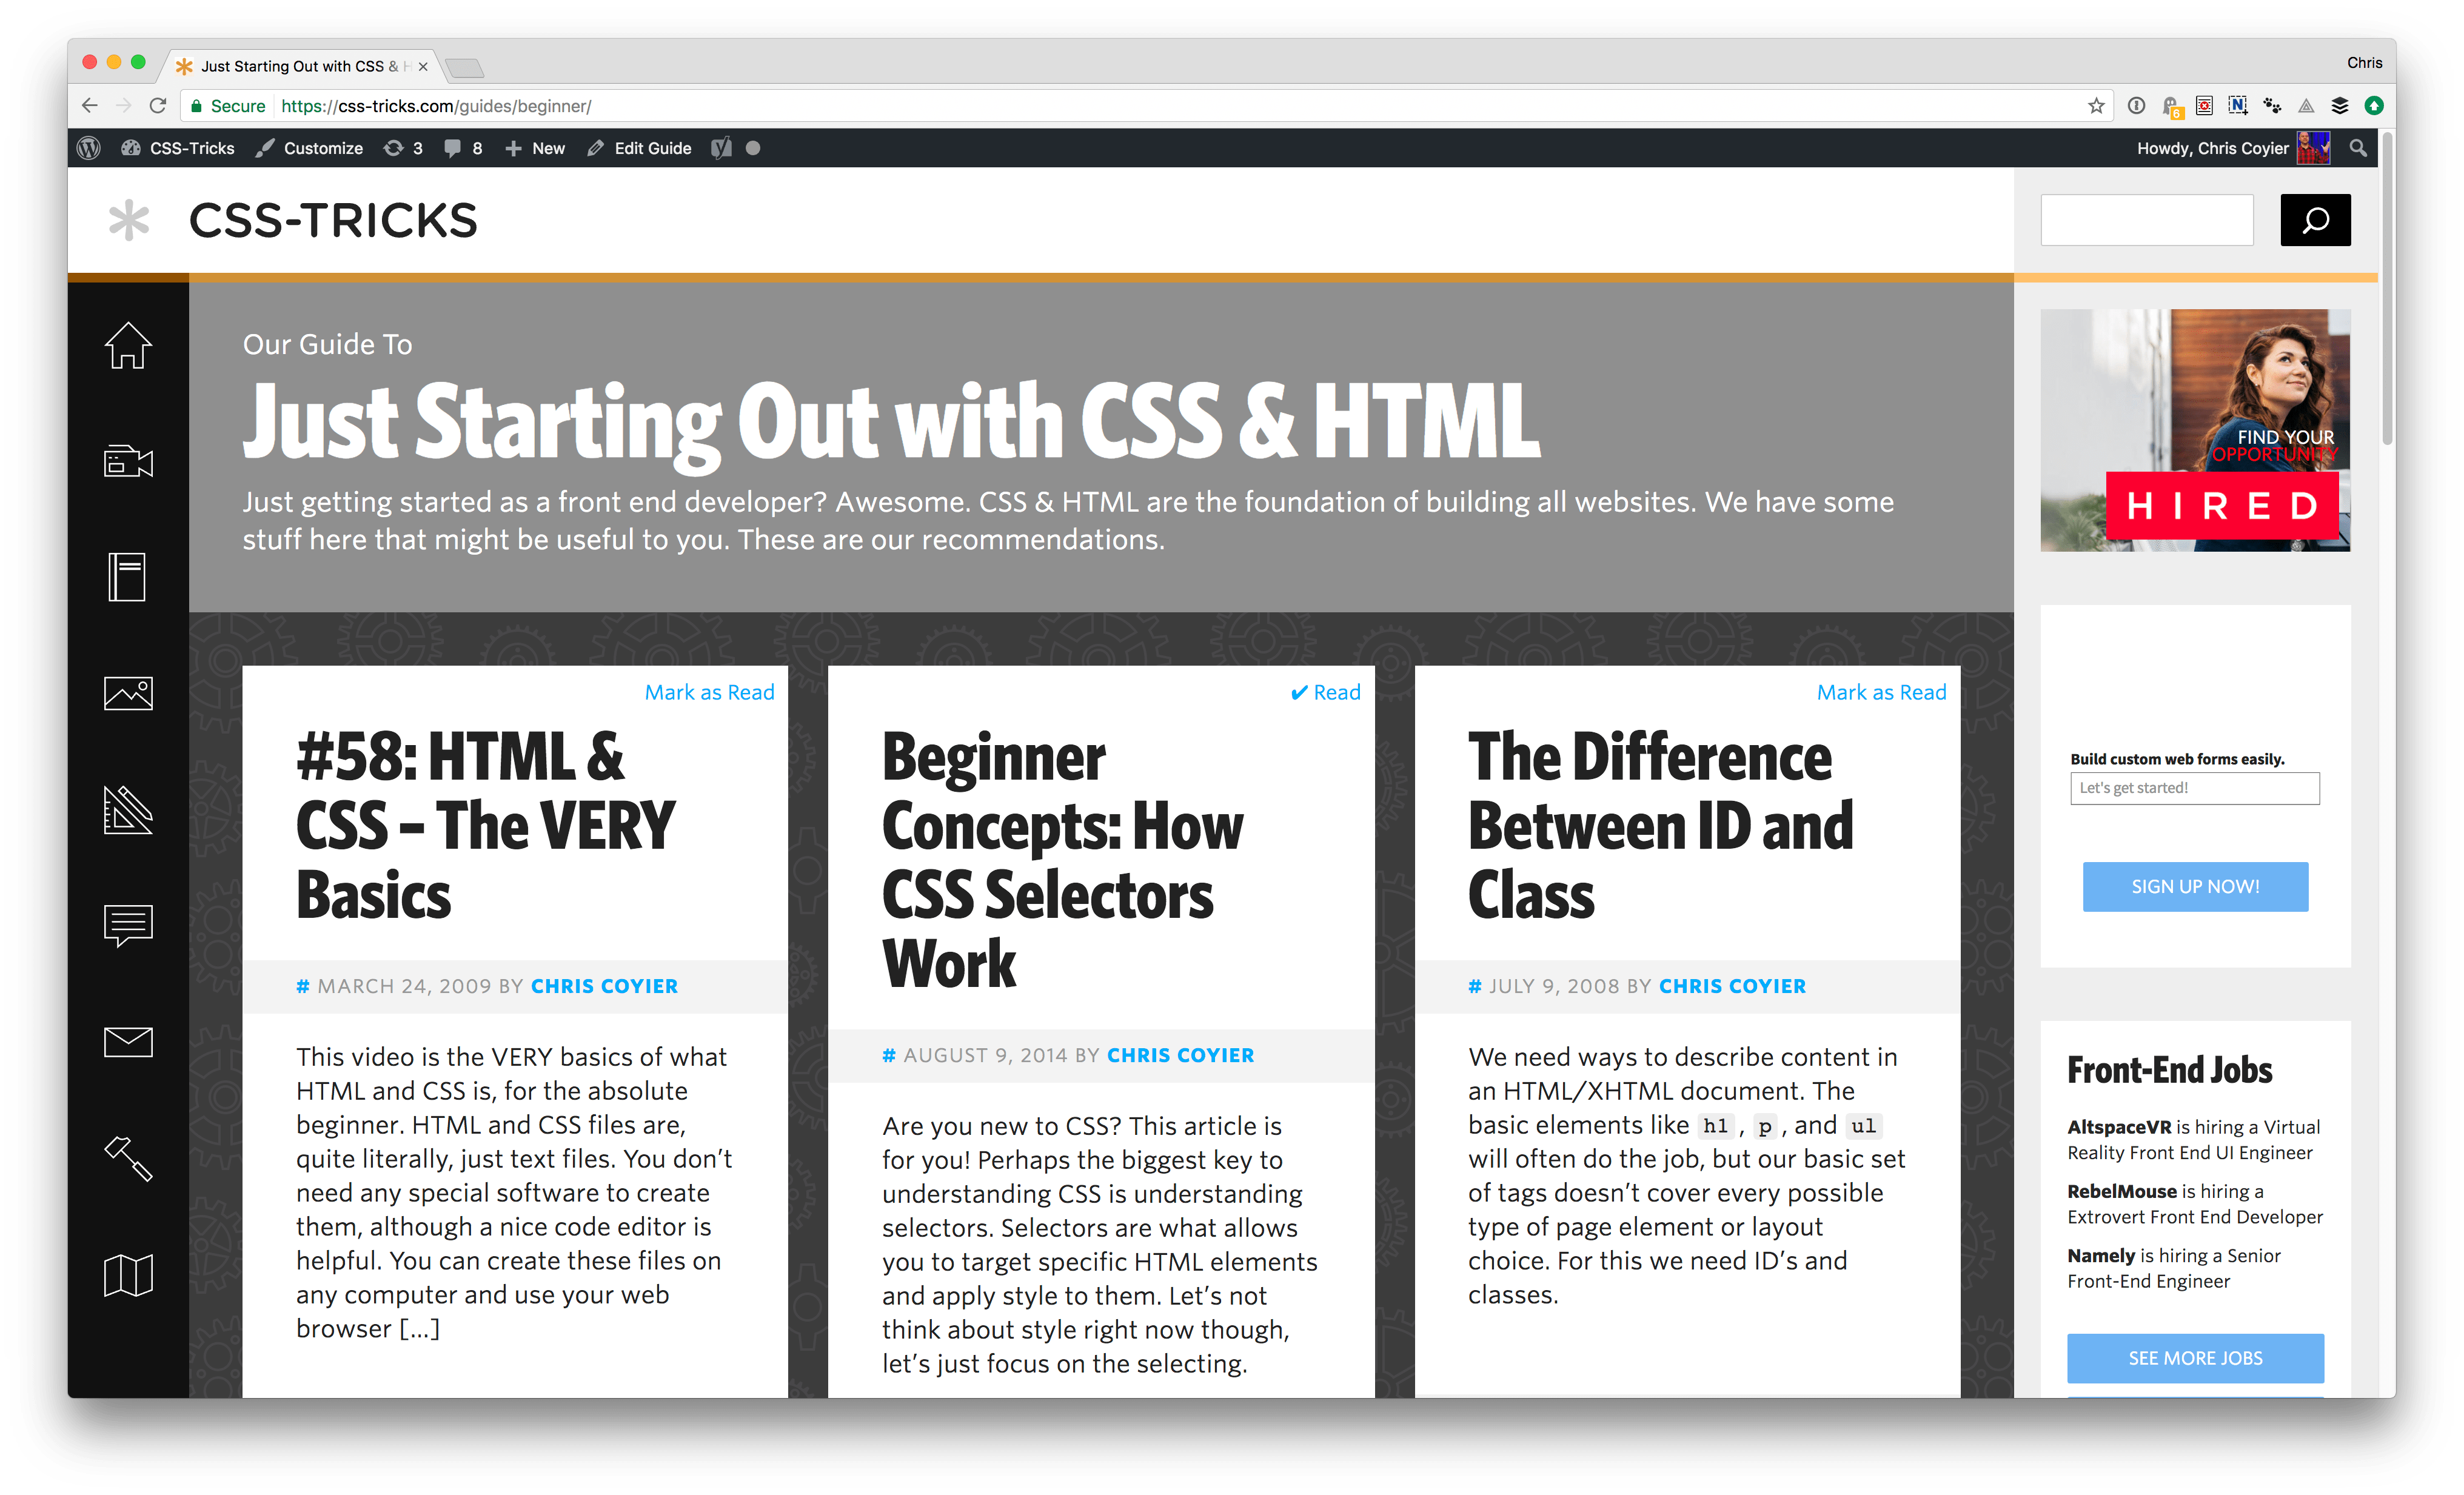 Just Starting Out with CSS & H
Chris
Secure
https://css-tricks.com/guides/beginner/
6
N
CSS-Tricks
Customize
3
8
New
Edit Guide
Howdy, Chris Coyier
CSS-TRICKS
Our Guide To
Just Starting Out with CSS & HTML
Just getting started as a front end developer? Awesome. CSS & HTML are the foundation of building all websites. We have some
stuff here that might be useful to you. These are our recommendations.
Mark as Read
#58: HTML &
CSS – The VERY
Basics
# MARCH 24, 2009 BY CHRIS COYIER
This video is the VERY basics of what
HTML and CSS is, for the absolute
beginner. HTML and CSS files are,
quite literally, just text files. You don’t
need any special software to create
them, although a nice code editor is
helpful. You can create these files on
any computer and use your web
browser […]
✔ Read
Beginner
Concepts: How
CSS Selectors
Work
# AUGUST 9, 2014 BY CHRIS COYIER
Are you new to CSS? This article is
for you! Perhaps the biggest key to
understanding CSS is understanding
selectors. Selectors are what allows
you to target specific HTML elements
and apply style to them. Let’s not
think about style right now though,
let’s just focus on the selecting.
Mark as Read
The Difference
Between ID and
Class
# JULY 9, 2008 BY CHRIS COYIER
We need ways to describe content in
an HTML/XHTML document. The
basic elements like h1, p, and ul
will often do the job, but our basic set
of tags doesn’t cover every possible
type of page element or layout
choice. For this we need ID’s and
classes.
FIND YOUR
OPPORTUNITY
HIRED
Build custom web forms easily.
Let's get started!
SIGN UP NOW!
Front-End Jobs
AltspaceVR is hiring a Virtual
Reality Front End UI Engineer
RebelMouse is hiring a
Extrovert Front End Developer
Namely is hiring a Senior
Front-End Engineer
SEE MORE JOBS